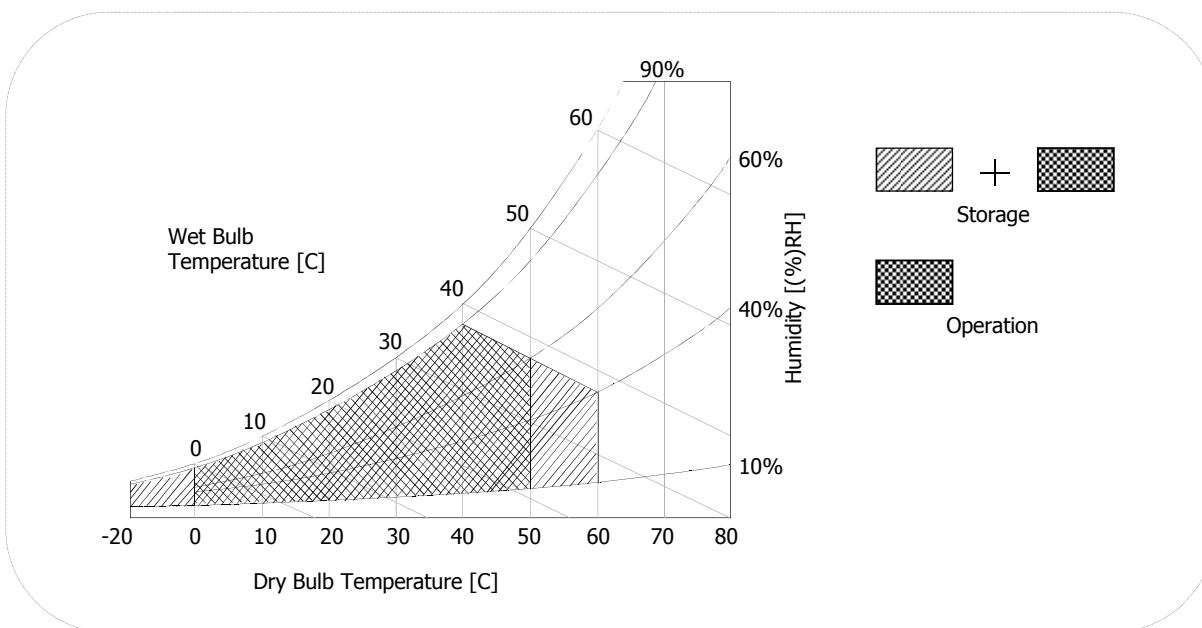 90%
60
60%
50
Wet Bulb
Temperature [C]
40
40%
30
20
10
0
10%
Humidity [(%)RH]
-20 0 10 20 30 40 50 60 70 80
Dry Bulb Temperature [C]
+
Storage
Operation